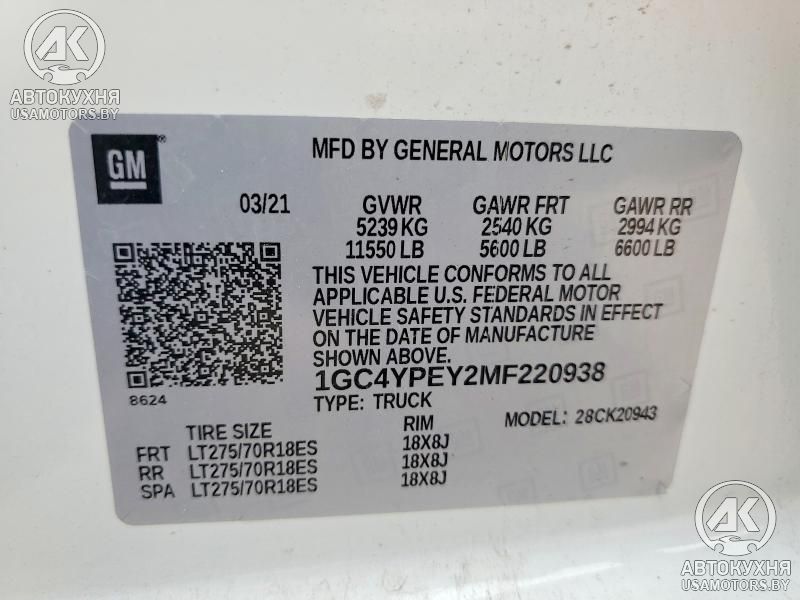 AK
АВТОКУХНЯ
USAMOTORS.BY
GM
MFD BY GENERAL MOTORS LLC
03/21 GVWR GAWR FRT GAWR RR
5239 KG 2540 KG 2994 KG
11550 LB 5600 LB 6600 LB
THIS VEHICLE CONFORMS TO ALL
APPLICABLE U.S. FEDERAL MOTOR
VEHICLE SAFETY STANDARDS IN EFFECT
ON THE DATE OF MANUFACTURE
SHOWN ABOVE.
1GC4YPEY2MF220938
8624
TYPE: TRUCK
MODEL: 28CK20943
TIRE SIZE RIM
FRT LT275/70R18ES 18X8J
RR LT275/70R18ES 18X8J
SPA LT275/70R18ES 18X8J
AK
АВТОКУХНЯ
USAMOTORS.BY